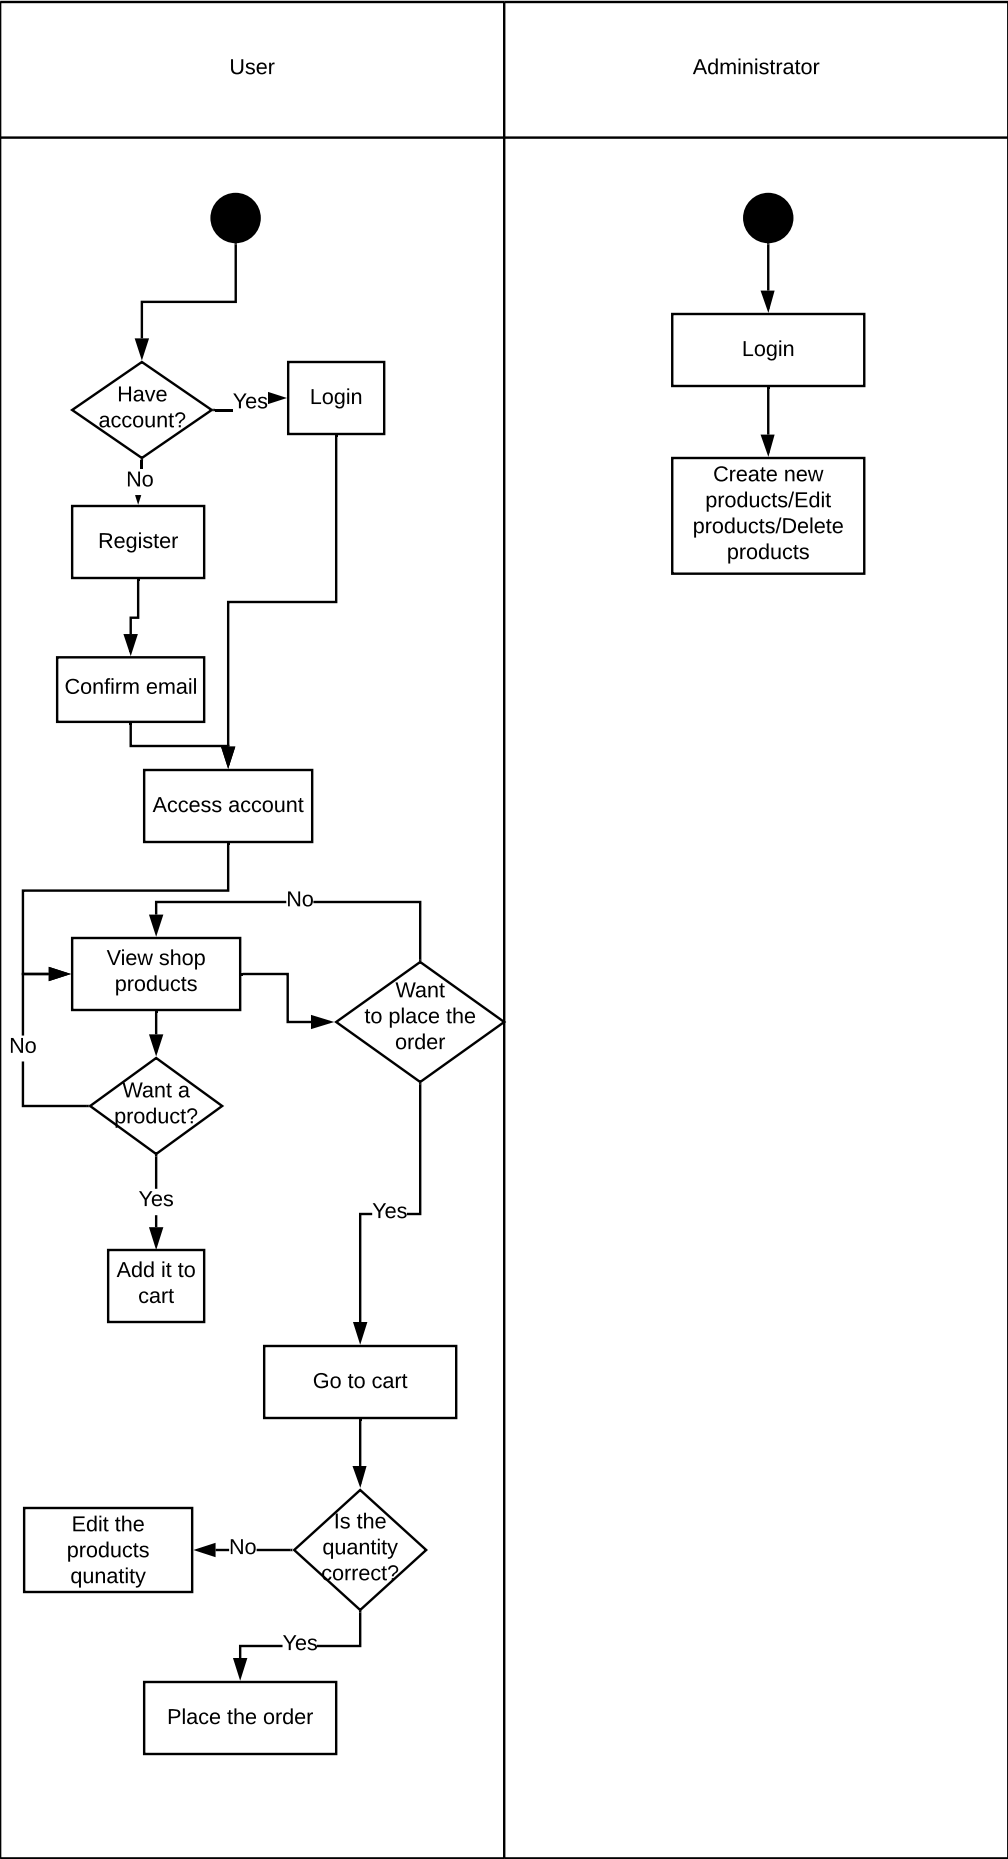 User
Administrator
Have
account?
Yes
Login
No
Register
Confirm email
Access account
No
View shop
products
Want
to place the
order
No
Want a
product?
Yes
Yes
Add it to
cart
Go to cart
Is the
quantity
correct?
No
Edit the
products
qunatity
Yes
Place the order
Login
Create new
products/Edit
products/Delete
products